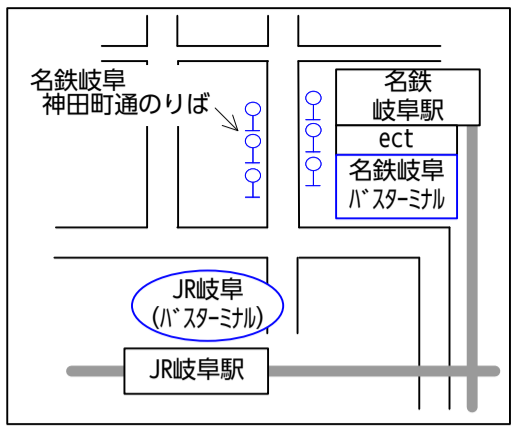 名鉄岐阜
神田町通のりば
名鉄
岐阜駅
ect
名鉄岐阜
バスターミナル
JR岐阜
(バスターミナル)
JR岐阜駅